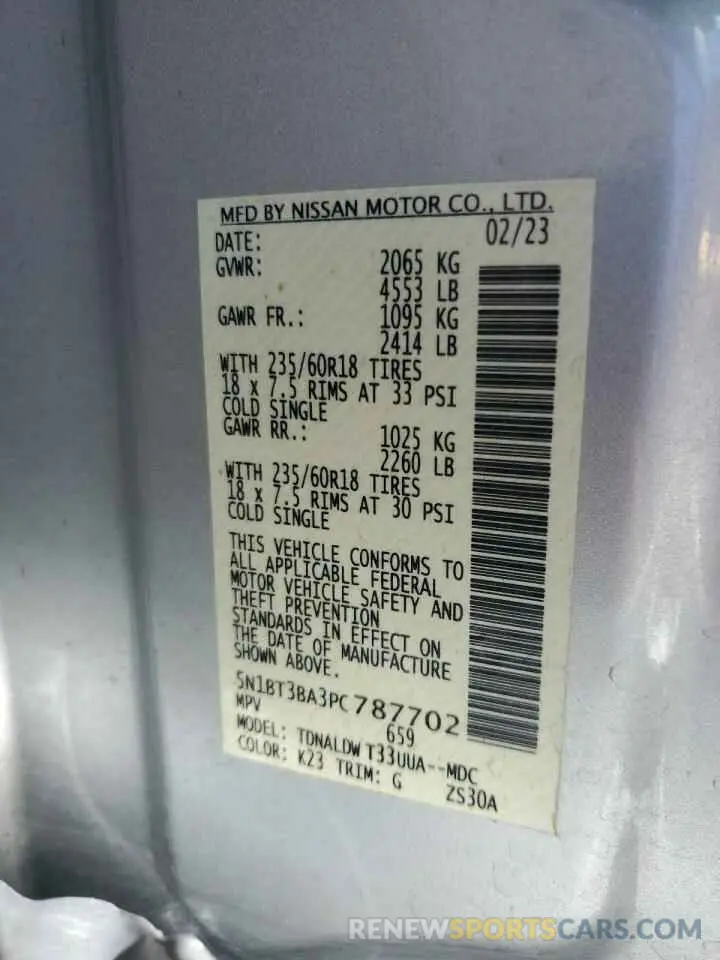 MFD BY NISSAN MOTOR CO., LTD.
DATE: 02/23
GVWR: 2065 KG
4553 LB
GAWR FR.: 1095 KG
2414 LB
WITH 235/60R18 TIRES
18 x 7.5 RIMS AT 33 PSI
COLD SINGLE
GAWR RR.: 1025 KG
2260 LB
WITH 235/60R18 TIRES
18 x 7.5 RIMS AT 30 PSI
COLD SINGLE
THIS VEHICLE CONFORMS TO
ALL APPLICABLE FEDERAL
MOTOR VEHICLE SAFETY AND
THEFT PREVENTION
STANDARDS IN EFFECT ON
THE DATE OF MANUFACTURE
SHOWN ABOVE.
5N1BT3BA3PC787702
MPV 659
MODEL: TDNALDW T33UUA--MDC
COLOR: K23 TRIM: G ZS30A
RENEWSPORTSCARS.COM